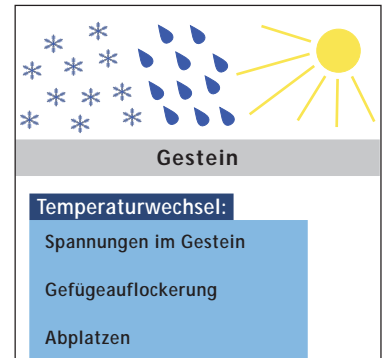 Gestein
Temperaturwechsel:
Spannungen im Gestein
Gefügeauflockerung
Abplatzen